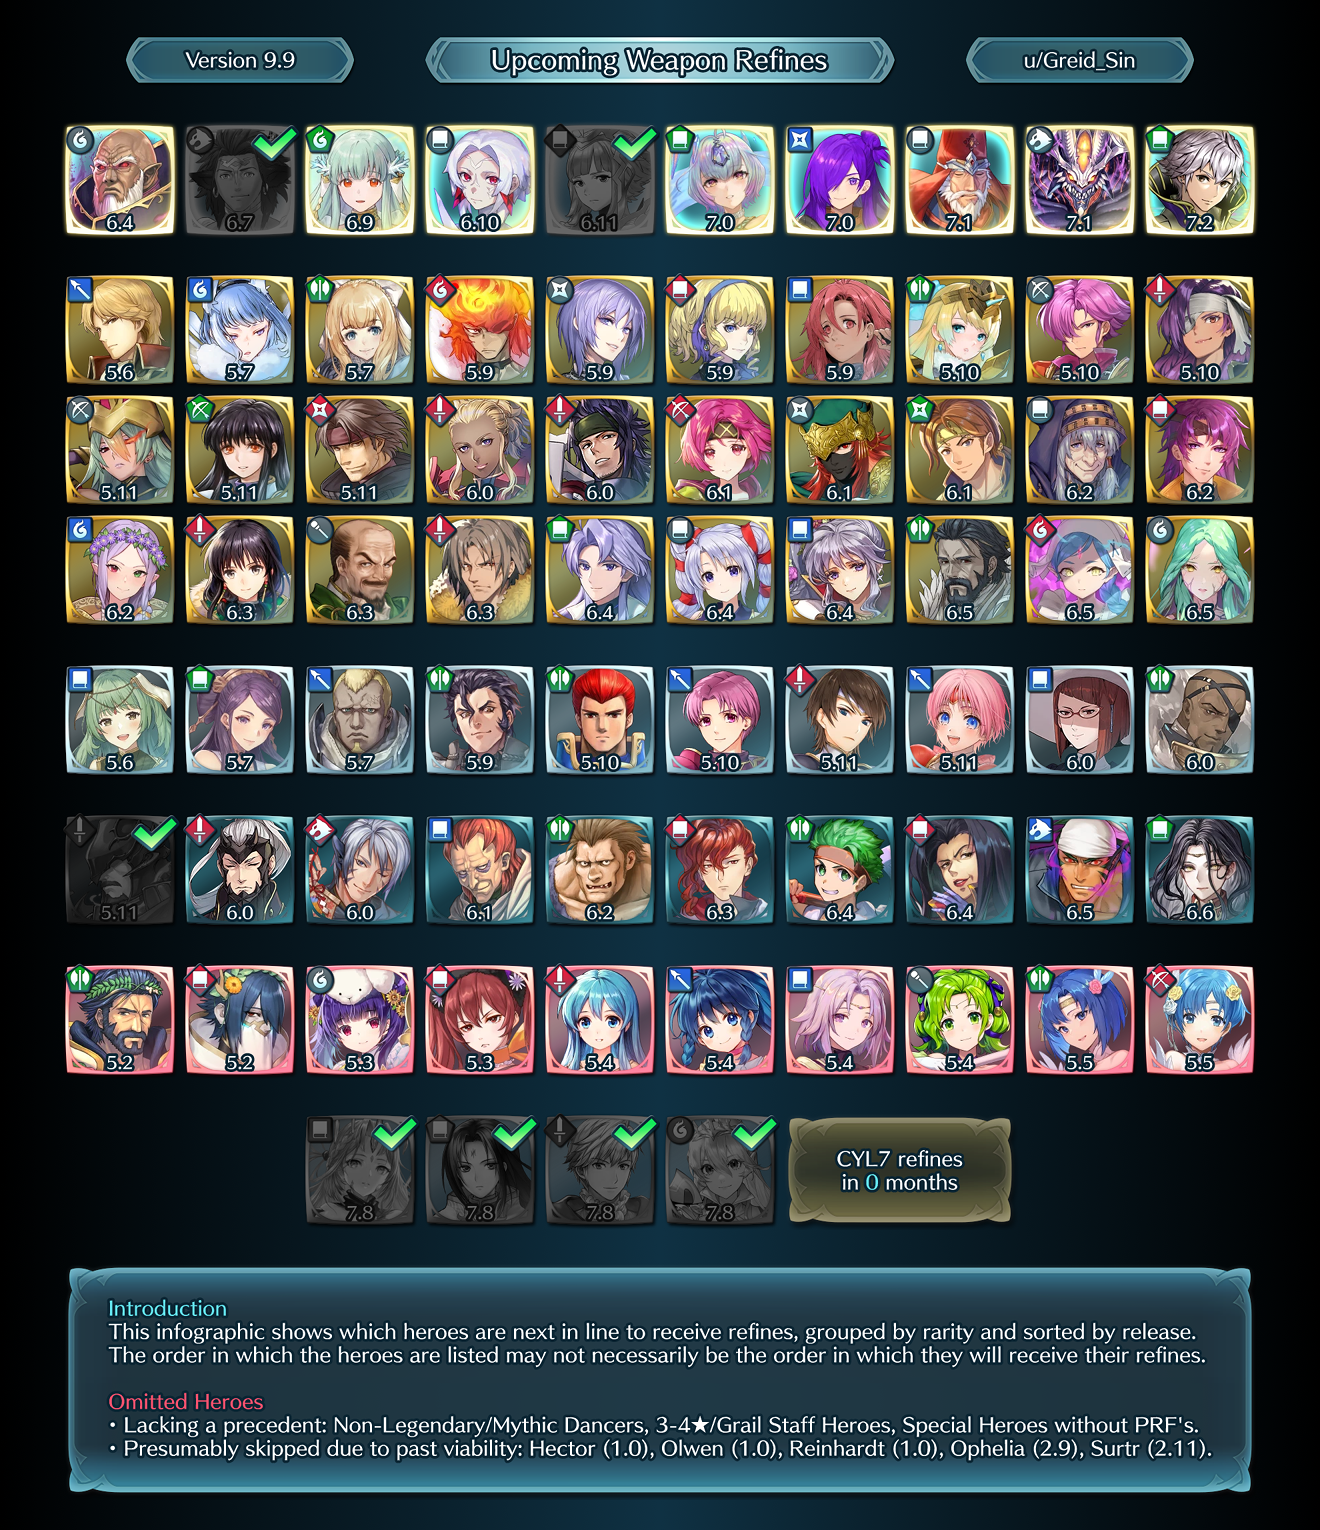 Version 9.9
Upcoming Weapon Refines
u/Greid_Sin
6.4 6.7 6.9 6.10 6.11 7.0 7.0 7.1 7.1 7.2
5.6 5.7 5.7 5.9 5.9 5.9 5.9 5.10 5.10 5.10
5.11 5.11 5.11 6.0 6.0 6.1 6.1 6.1 6.2 6.2
6.2 6.3 6.3 6.3 6.4 6.4 6.4 6.5 6.5 6.5
5.6 5.7 5.7 5.9 5.10 5.10 5.11 5.11 6.0 6.0
5.11 6.0 6.0 6.1 6.2 6.3 6.4 6.4 6.5 6.6
5.2 5.2 5.3 5.3 5.4 5.4 5.4 5.4 5.5 5.5
7.8 7.8 7.8 7.8
CYL7 refines
in 0 months
Introduction
This infographic shows which heroes are next in line to receive refines, grouped by rarity and sorted by release.
The order in which the heroes are listed may not necessarily be the order in which they will receive their refines.
Omitted Heroes
• Lacking a precedent: Non-Legendary/Mythic Dancers, 3-4★/Grail Staff Heroes, Special Heroes without PRF's.
• Presumably skipped due to past viability: Hector (1.0), Olwen (1.0), Reinhardt (1.0), Ophelia (2.9), Surtr (2.11).